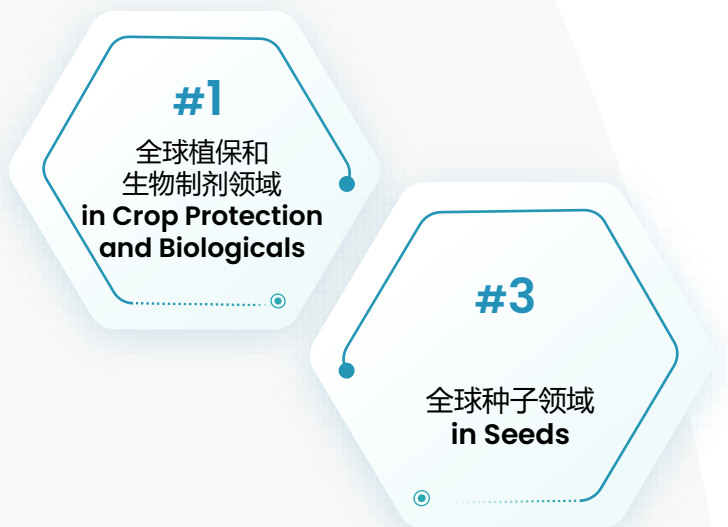 #1
全球植保和
生物制剂领域
in Crop Protection
and Biologicals
#3
全球种子领域
in Seeds